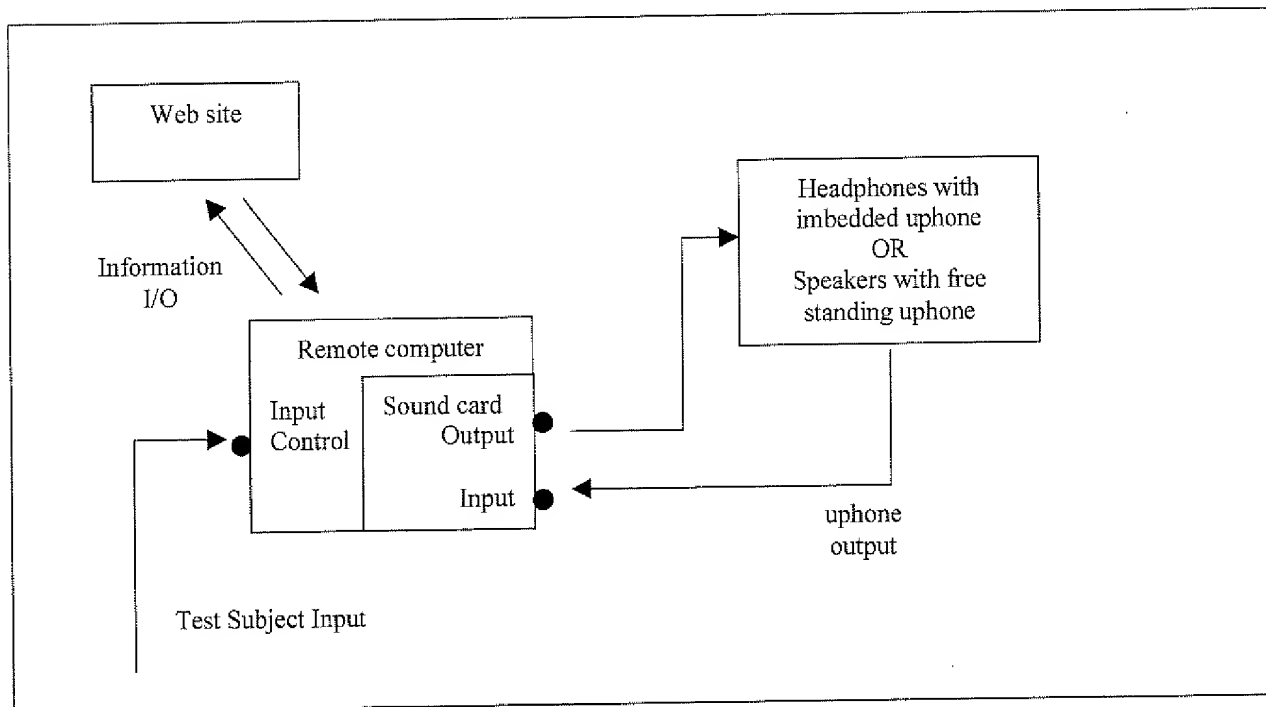 Web site
Headphones with
imbedded uphone
OR
Speakers with free
standing uphone
Information
I/O
Remote computer
Input
Control
Sound card
Output
Input
uphone
output
Test Subject Input